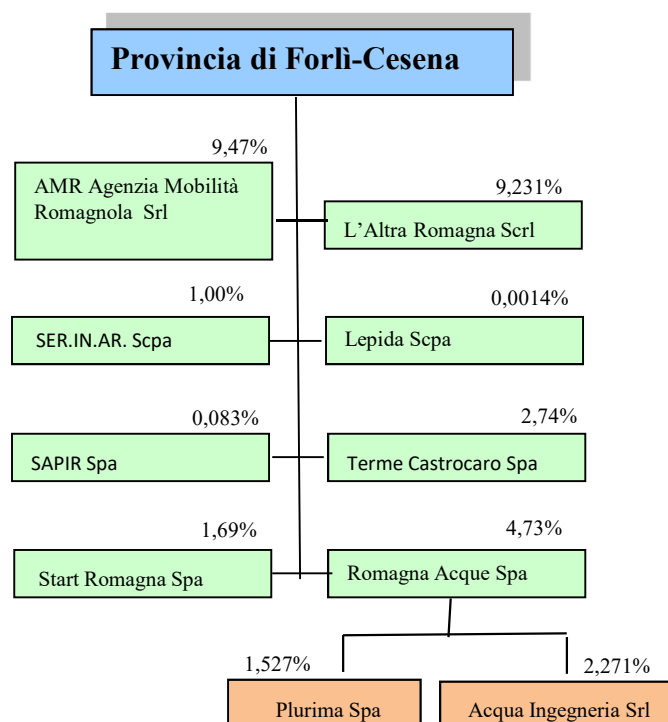 Provincia di Forlì-Cesena
9,47%
AMR Agenzia Mobilità
Romagnola Srl
9,231%
L'Altra Romagna Scrl
1,00%
SER.IN.AR. Scpa
0,0014%
Lepida Scpa
0,083%
SAPIR Spa
2,74%
Terme Castrocaro Spa
1,69%
Start Romagna Spa
4,73%
Romagna Acque Spa
1,527%
Plurima Spa
2,271%
Acqua Ingegneria Srl